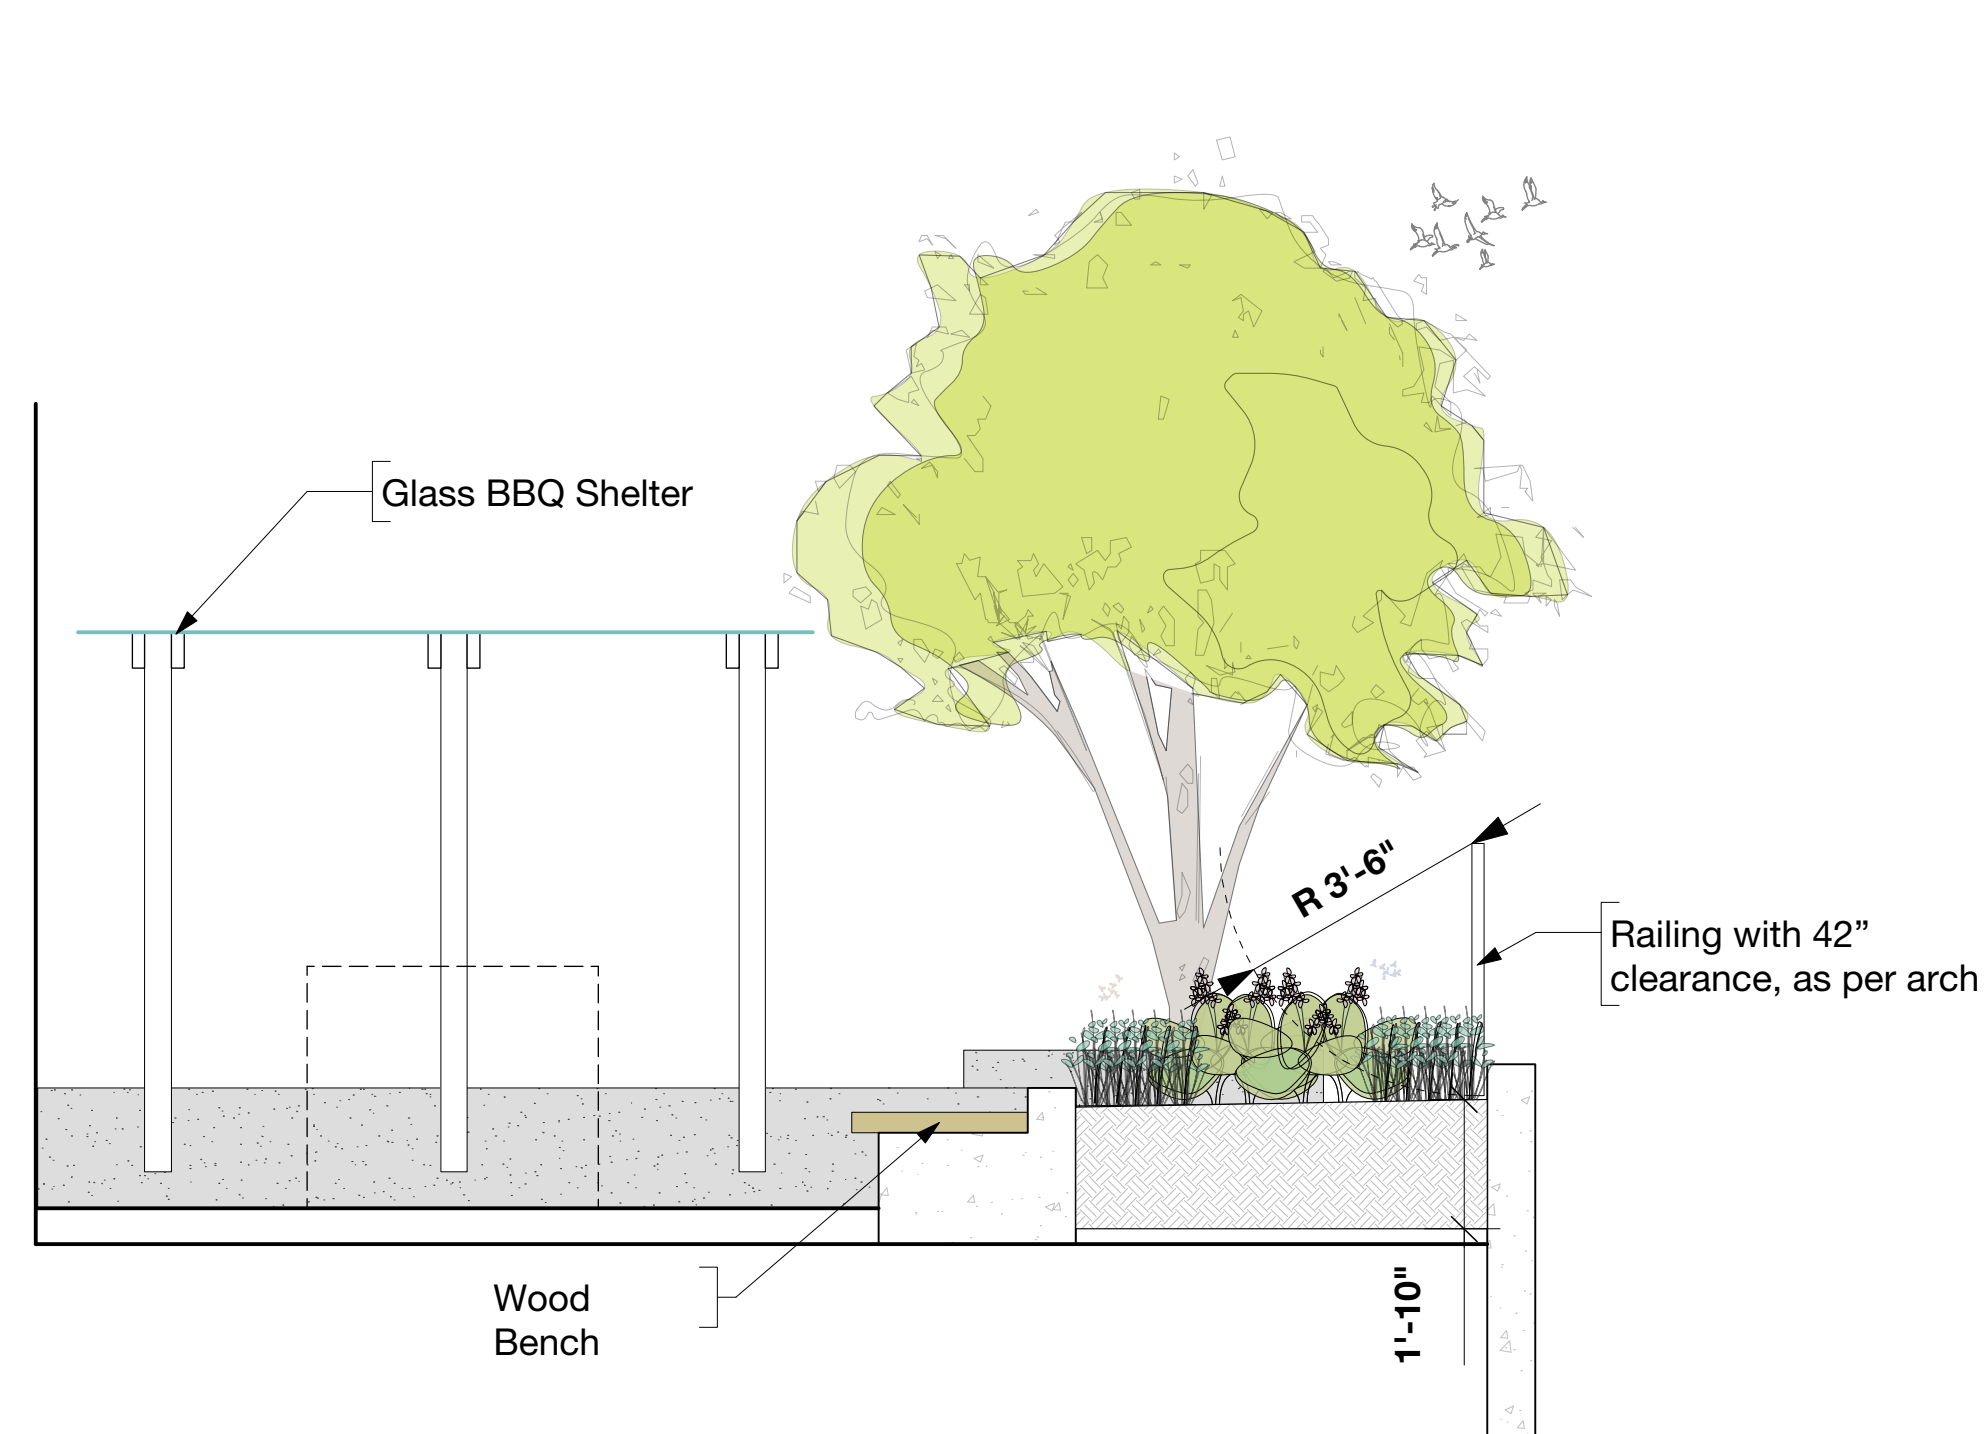 Glass BBQ Shelter
R 3'-6"
Railing with 42”
clearance, as per arch
Wood
Bench
1'-10"